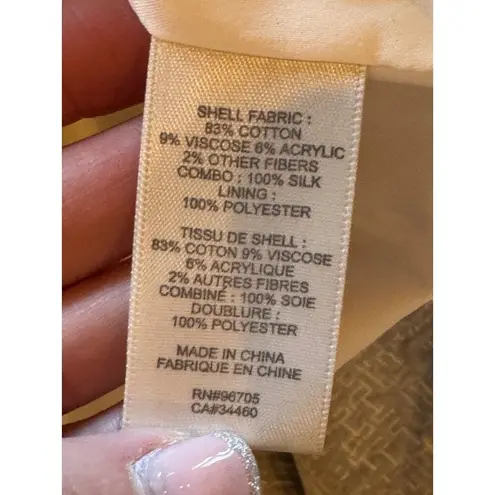 SHELL FABRIC :
83% COTTON
9% VISCOSE 6% ACRYLIC
2% OTHER FIBERS
COMBO : 100% SILK
LINING :
100% POLYESTER
TISSU DE SHELL :
83% COTON 9% VISCOSE
6% ACRYLIQUE
2% AUTRES FIBRES
COMBINE : 100% SOIE
DOUBLURE :
100% POLYESTER
MADE IN CHINA
FABRIQUE EN CHINE
RN#96705
CA#34460